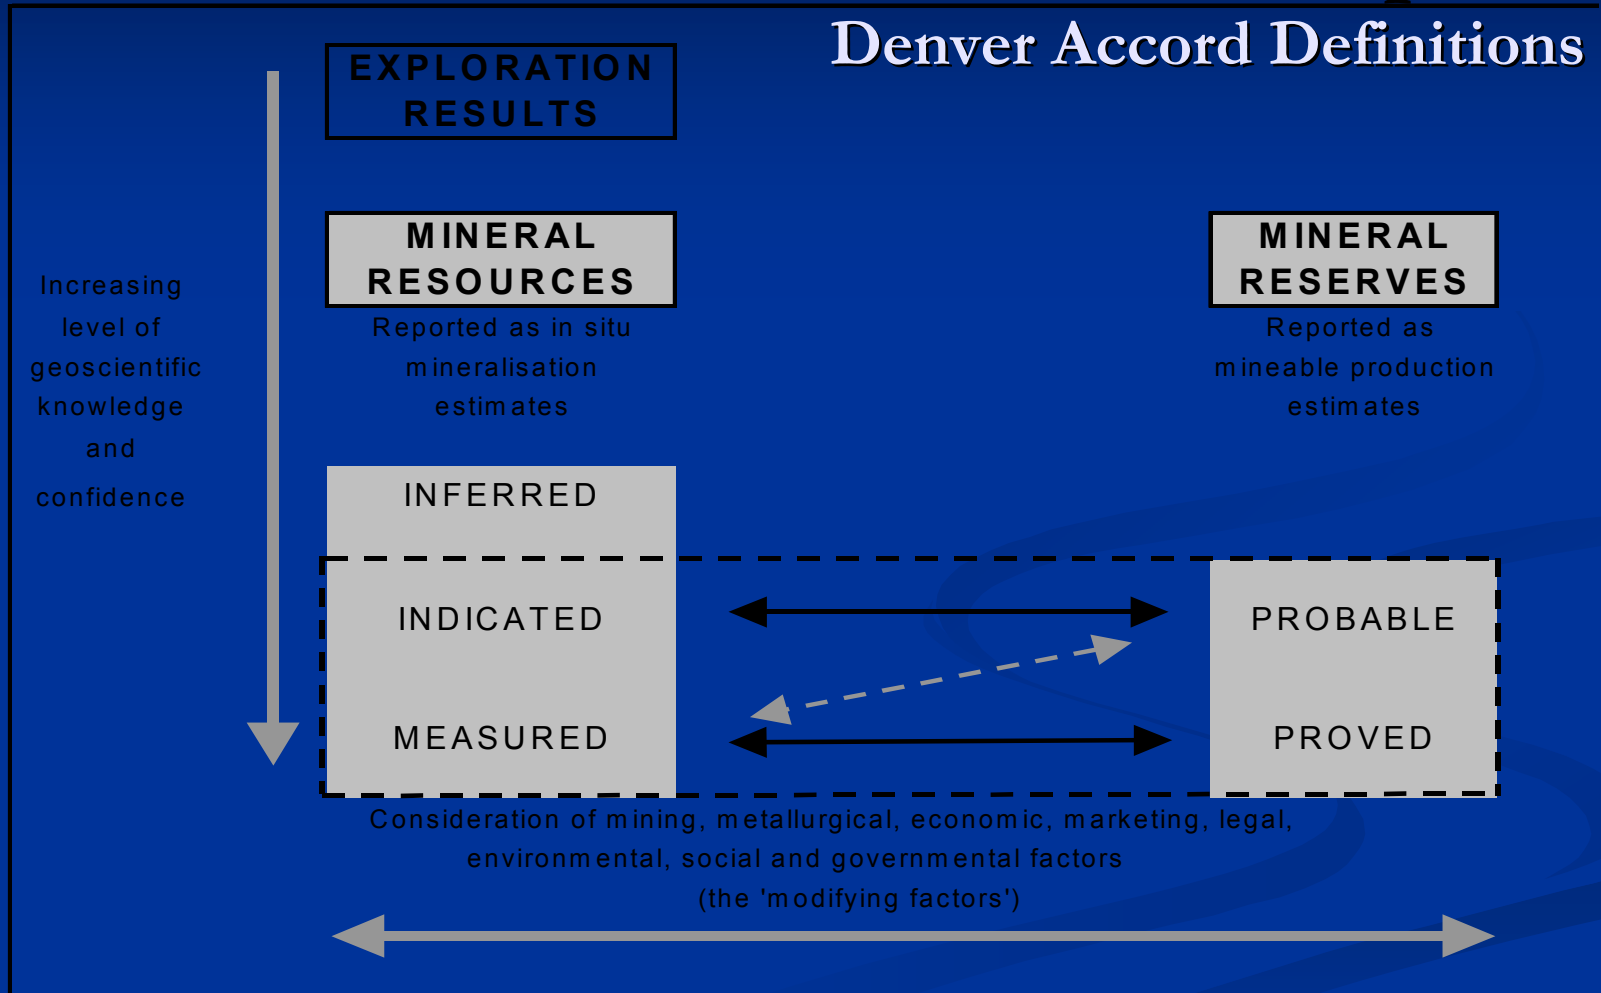 Denver Accord Definitions
EXPLORATION
RESULTS
MINERAL
RESOURCES
Reported as in situ
mineralisation
estimates
MINERAL
RESERVES
Reported as
mineable production
estimates
Increasing
level of
geoscientific
knowledge
and
confidence
INFERRED
INDICATED
MEASURED
PROBABLE
PROVED
Consideration of mining, metallurgical, economic, marketing, legal,
environmental, social and governmental factors
(the 'modifying factors')